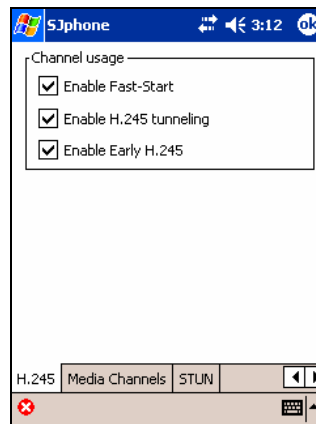 SJphone 3:12 ok
Channel usage
Enable Fast-Start
Enable H.245 tunneling
Enable Early H.245
H.245 Media Channels STUN